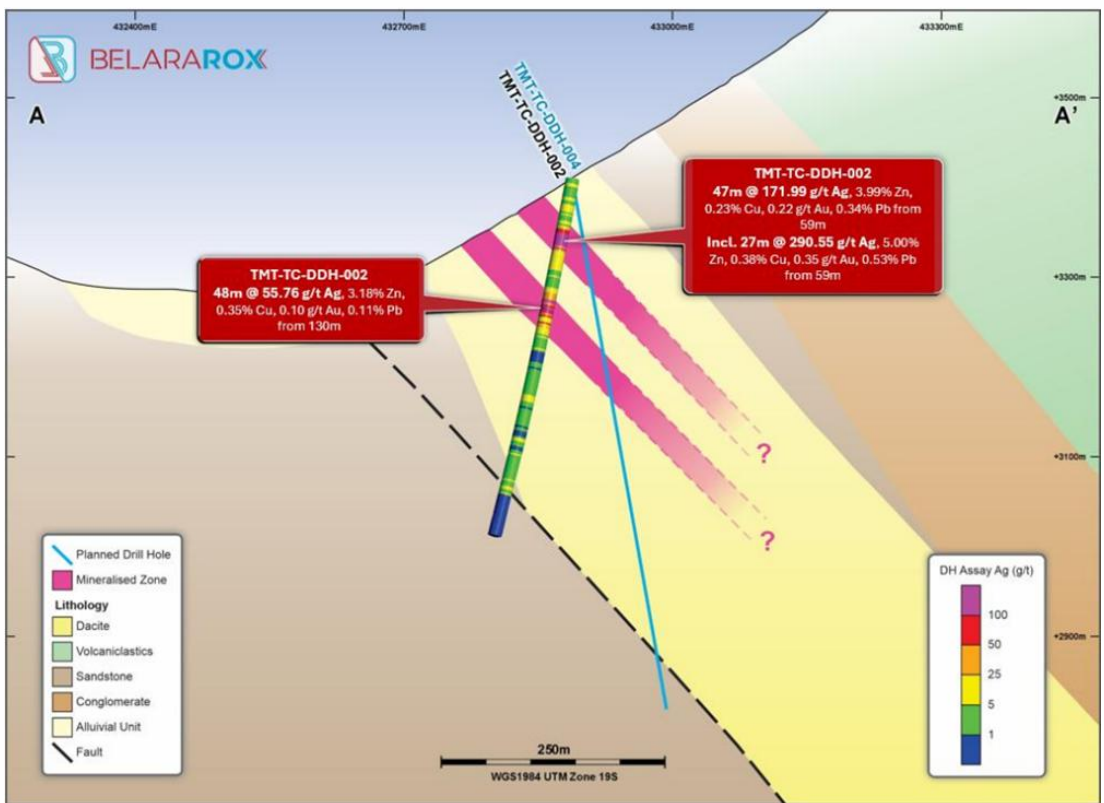 432400mE
432700mE
433000mE
433300mE
BELARAROX
A
A'
+3500m
+3300m
+3100m
+2900m
TMT-TC-DDH-004
TMT-TC-DDH-002
TMT-TC-DDH-002
47m @ 171.99 g/t Ag, 3.99% Zn,
0.23% Cu, 0.22 g/t Au, 0.34% Pb from
59m
Incl. 27m @ 290.55 g/t Ag, 5.00%
Zn, 0.38% Cu, 0.35 g/t Au, 0.53% Pb
from 59m
TMT-TC-DDH-002
48m @ 55.76 g/t Ag, 3.18% Zn,
0.35% Cu, 0.10 g/t Au, 0.11% Pb
from 130m
?
?
Planned Drill Hole
Mineralised Zone
Lithology
Dacite
Volcaniclastics
Sandstone
Conglomerate
Alluivial Unit
Fault
250m
WGS1984 UTM Zone 19S
DH Assay Ag (g/t)
100
50
25
5
1